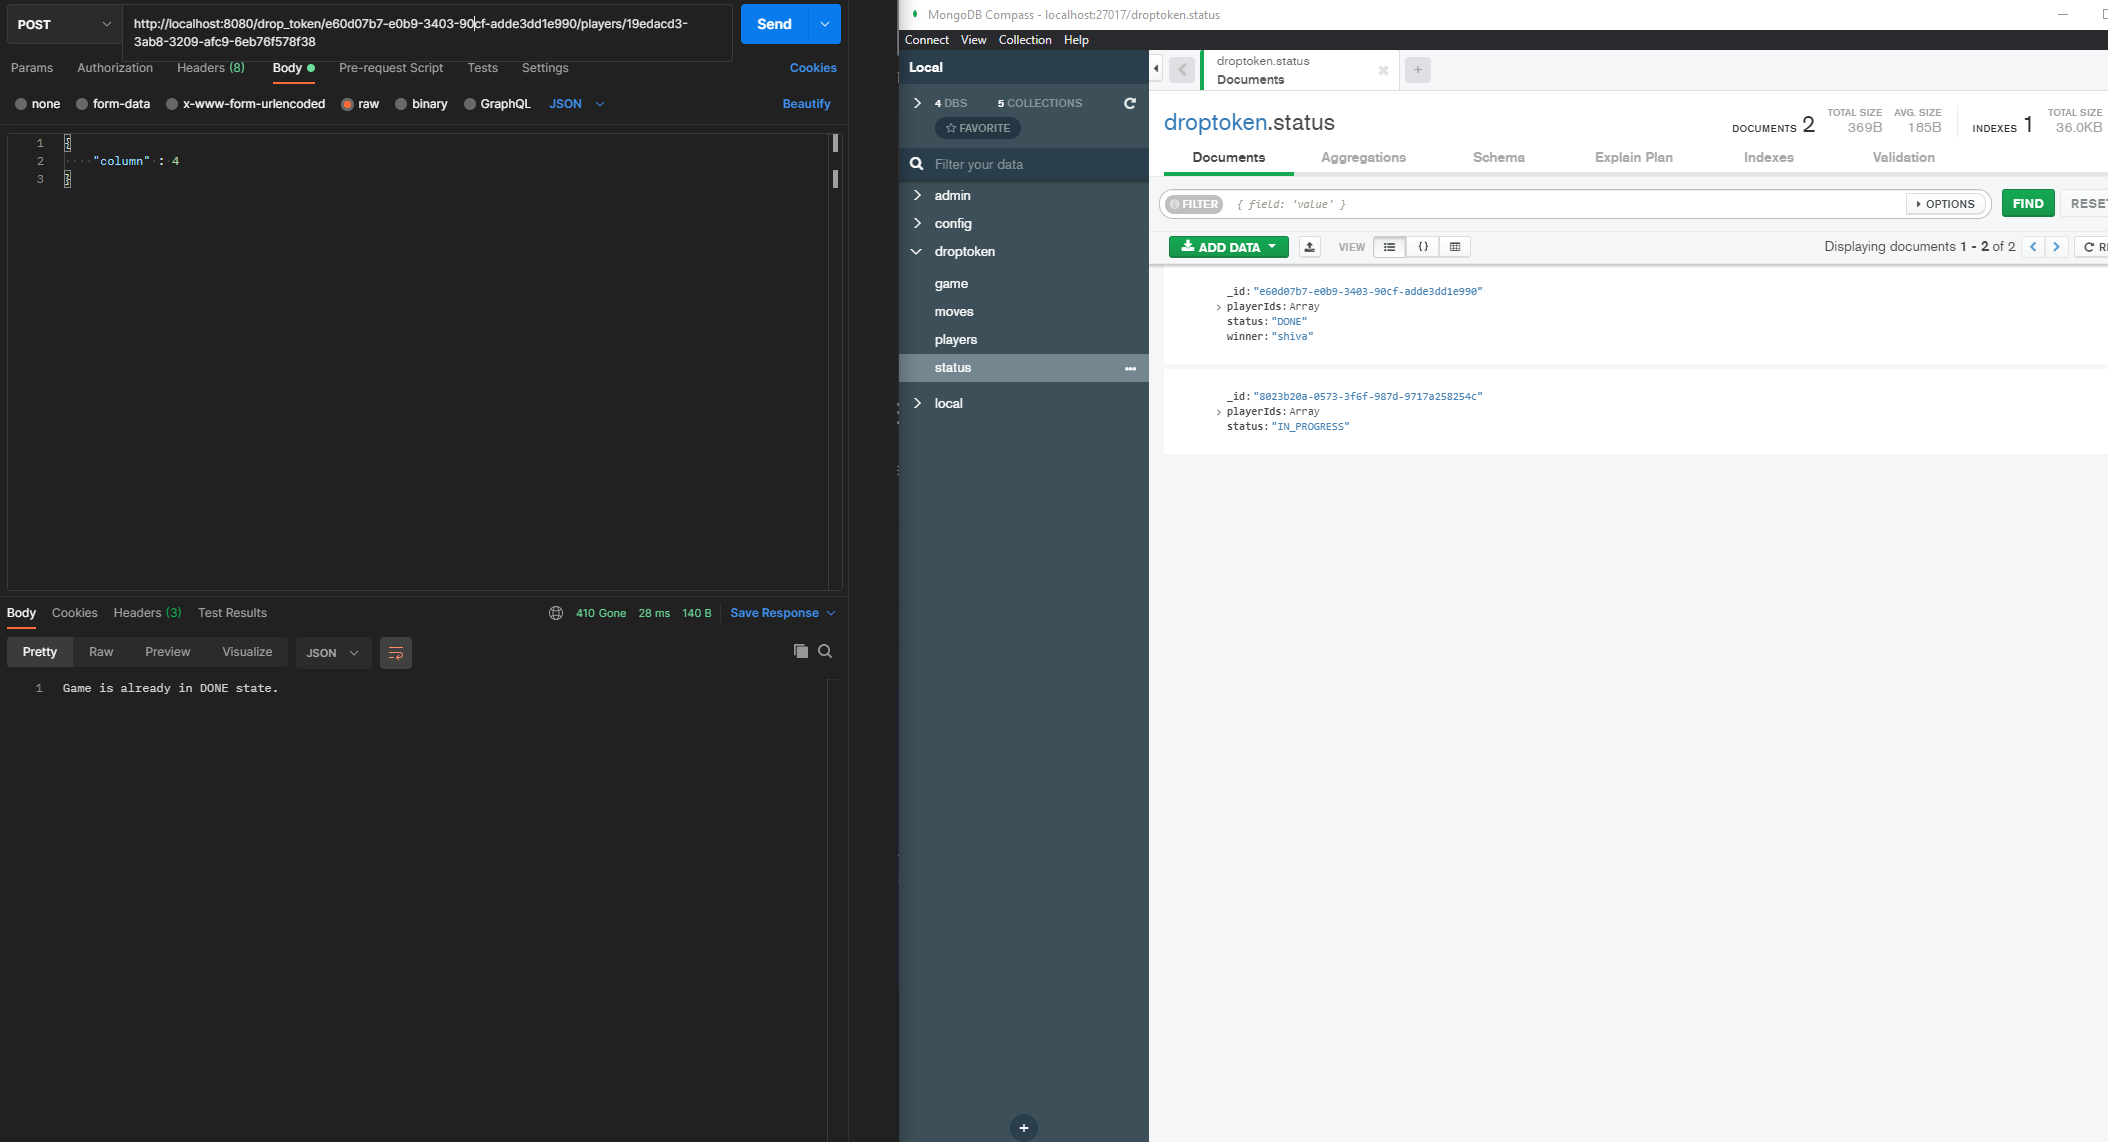 POST
http://localhost:8080/drop_token/e60d07b7-e0b9-3403-90cf-adde3dd1e990/players/19edacd3-
3ab8-3209-afc9-6eb76f578f38
Send
Params Authorization Headers (8) Body Pre-request Script Tests Settings Cookies
none form-data x-www-form-urlencoded raw binary GraphQL JSON Beautify
1 {
2 "column" : 4
3 }
Body Cookies Headers (3) Test Results 410 Gone 28 ms 140 B Save Response
Pretty Raw Preview Visualize JSON
1 Game is already in DONE state.
MongoDB Compass - localhost:27017/droptoken.status
Connect View Collection Help
Local
4 DBS 5 COLLECTIONS
FAVORITE
Filter your data
admin
config
droptoken
game
moves
players
status
local
droptoken.status
Documents
droptoken.status
DOCUMENTS 2 TOTAL SIZE 369B AVG. SIZE 185B INDEXES 1 TOTAL SIZE 36.0KB
Documents Aggregations Schema Explain Plan Indexes Validation
FILTER { field: 'value' } OPTIONS FIND RESET
ADD DATA VIEW {} Displaying documents 1 - 2 of 2
_id: "e60d07b7-e0b9-3403-90cf-adde3dd1e990"
playerIds: Array
status: "DONE"
winner: "shiva"
_id: "8023b20a-0573-3f6f-987d-9717a258254c"
playerIds: Array
status: "IN_PROGRESS"